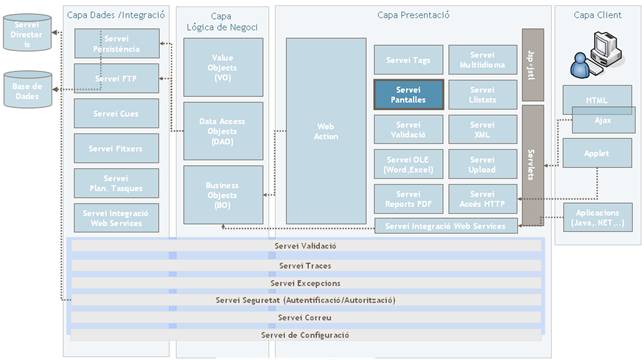 Servei
Director
is
Base de
Dades
Capa Dades /Integració
Servei
Persistència
Servei FTP
Servei Cues
Servei Fitxers
Servei
Plan. Tasques
Servei Integració
Web Services
Capa
Lògica de Negoci
Value
Objects
(VO)
Data Access
Objects
(DAO)
Business
Objects
(BO)
Capa Presentació
Web
Action
Servei Tags
Servei
Multiidioma
Servei
Pantalles
Servei
Llistats
Servei
Validació
Servei
XML
Servei OLE
(Word,Excel)
Servei
Upload
Servei
Reports PDF
Servei
Accés HTTP
Servei Integració Web Services
Jsp-jstl
Servlets
Capa Client
HTML
Ajax
Applet
Aplicacions
(Java,.NET,..)
Servei Validació
Servei Traces
Servei Excepcions
Servei Seguretat (Autentificació/Autorització)
Servei Correu
Servei de Configuració